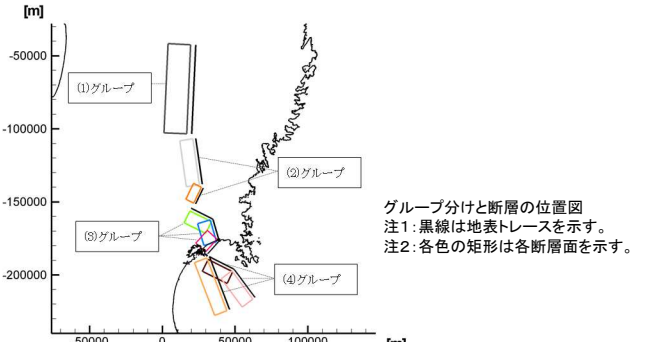 [m]
-50000
(1)グループ
-100000
(2)グループ
-150000
グループ分けと断層の位置図
注1:黒線は地表トレースを示す。
(3)グループ
注2:各色の矩形は各断層面を示す。
-200000
(4)グループ
-50000 0 50000 100000 [m]